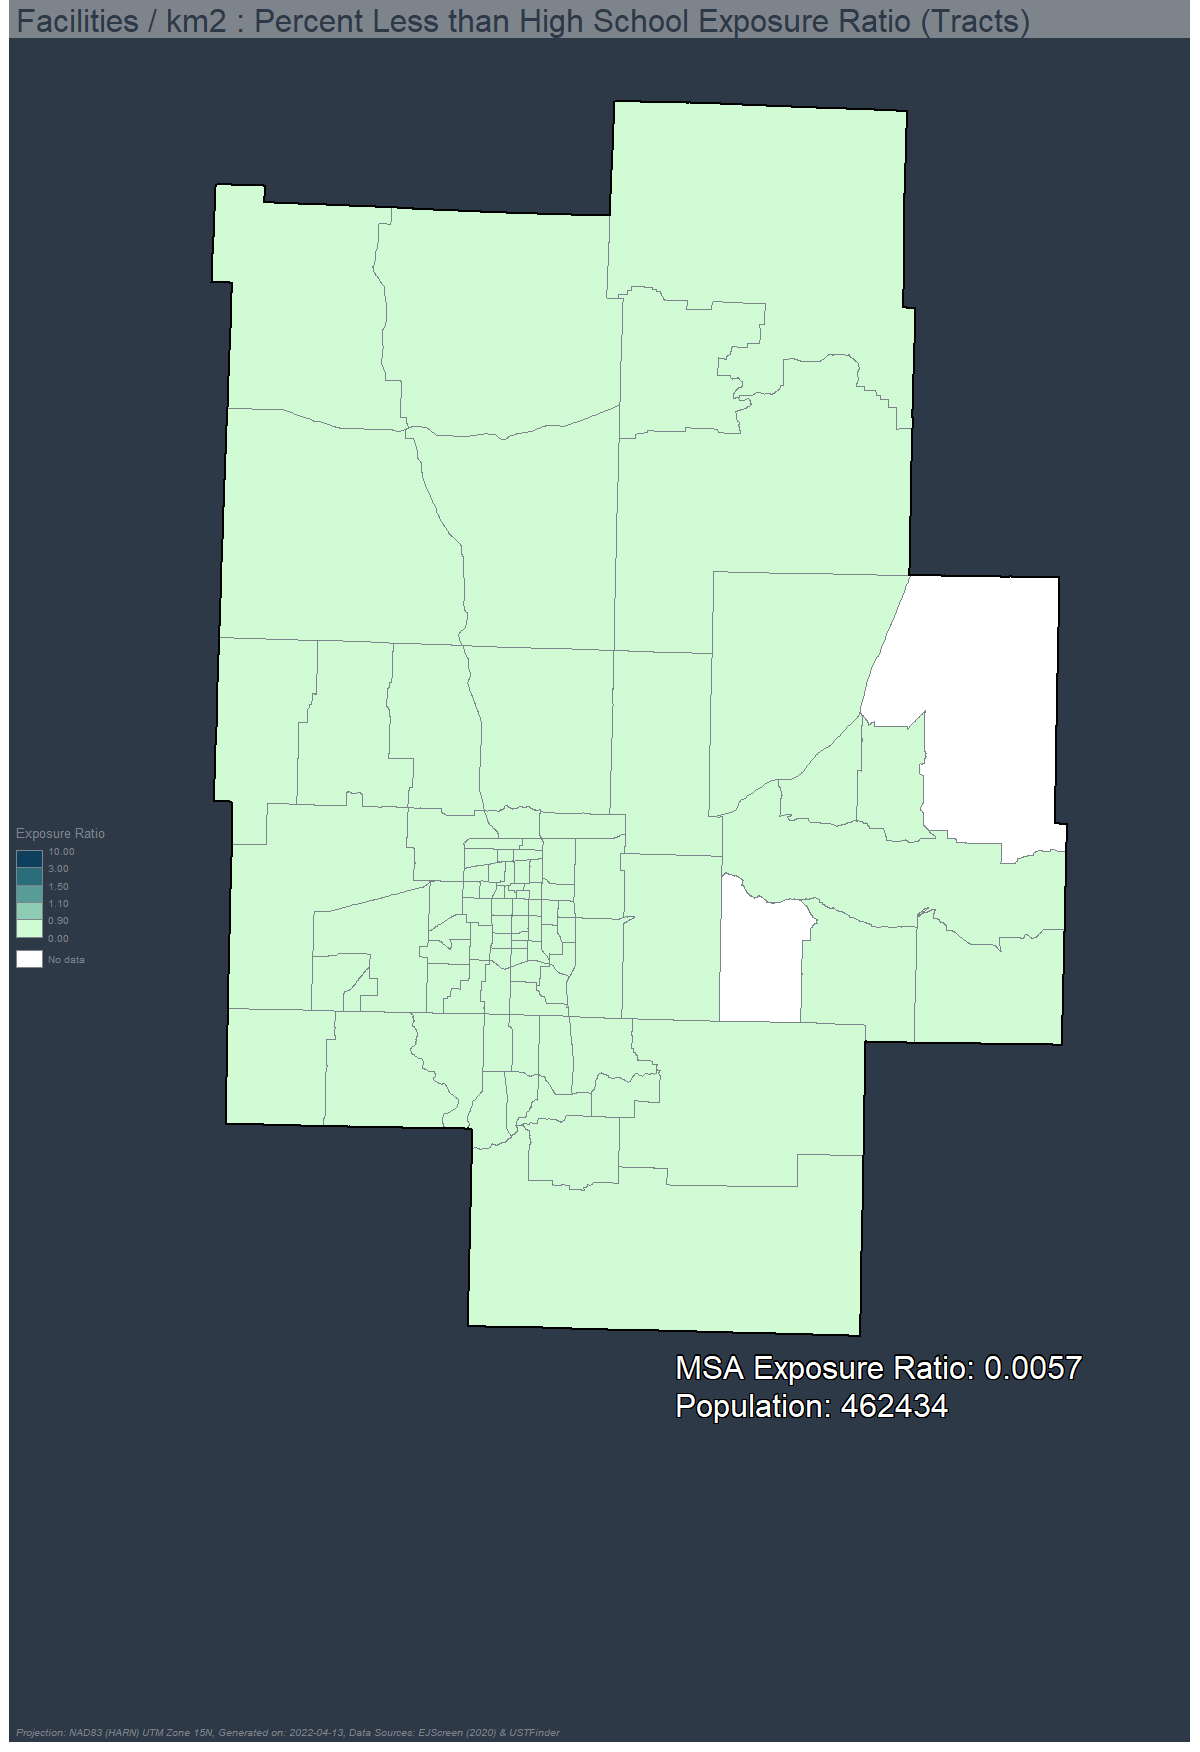 Facilities / km2 : Percent Less than High School Exposure Ratio (Tracts)
Exposure Ratio
10.00
3.00
1.50
1.10
0.90
0.00
No data
MSA Exposure Ratio: 0.0057
Population: 462434
Projection: NAD83 (HARN) UTM Zone 15N, Generated on: 2022-04-13, Data Sources: EJScreen (2020) & USTFinder